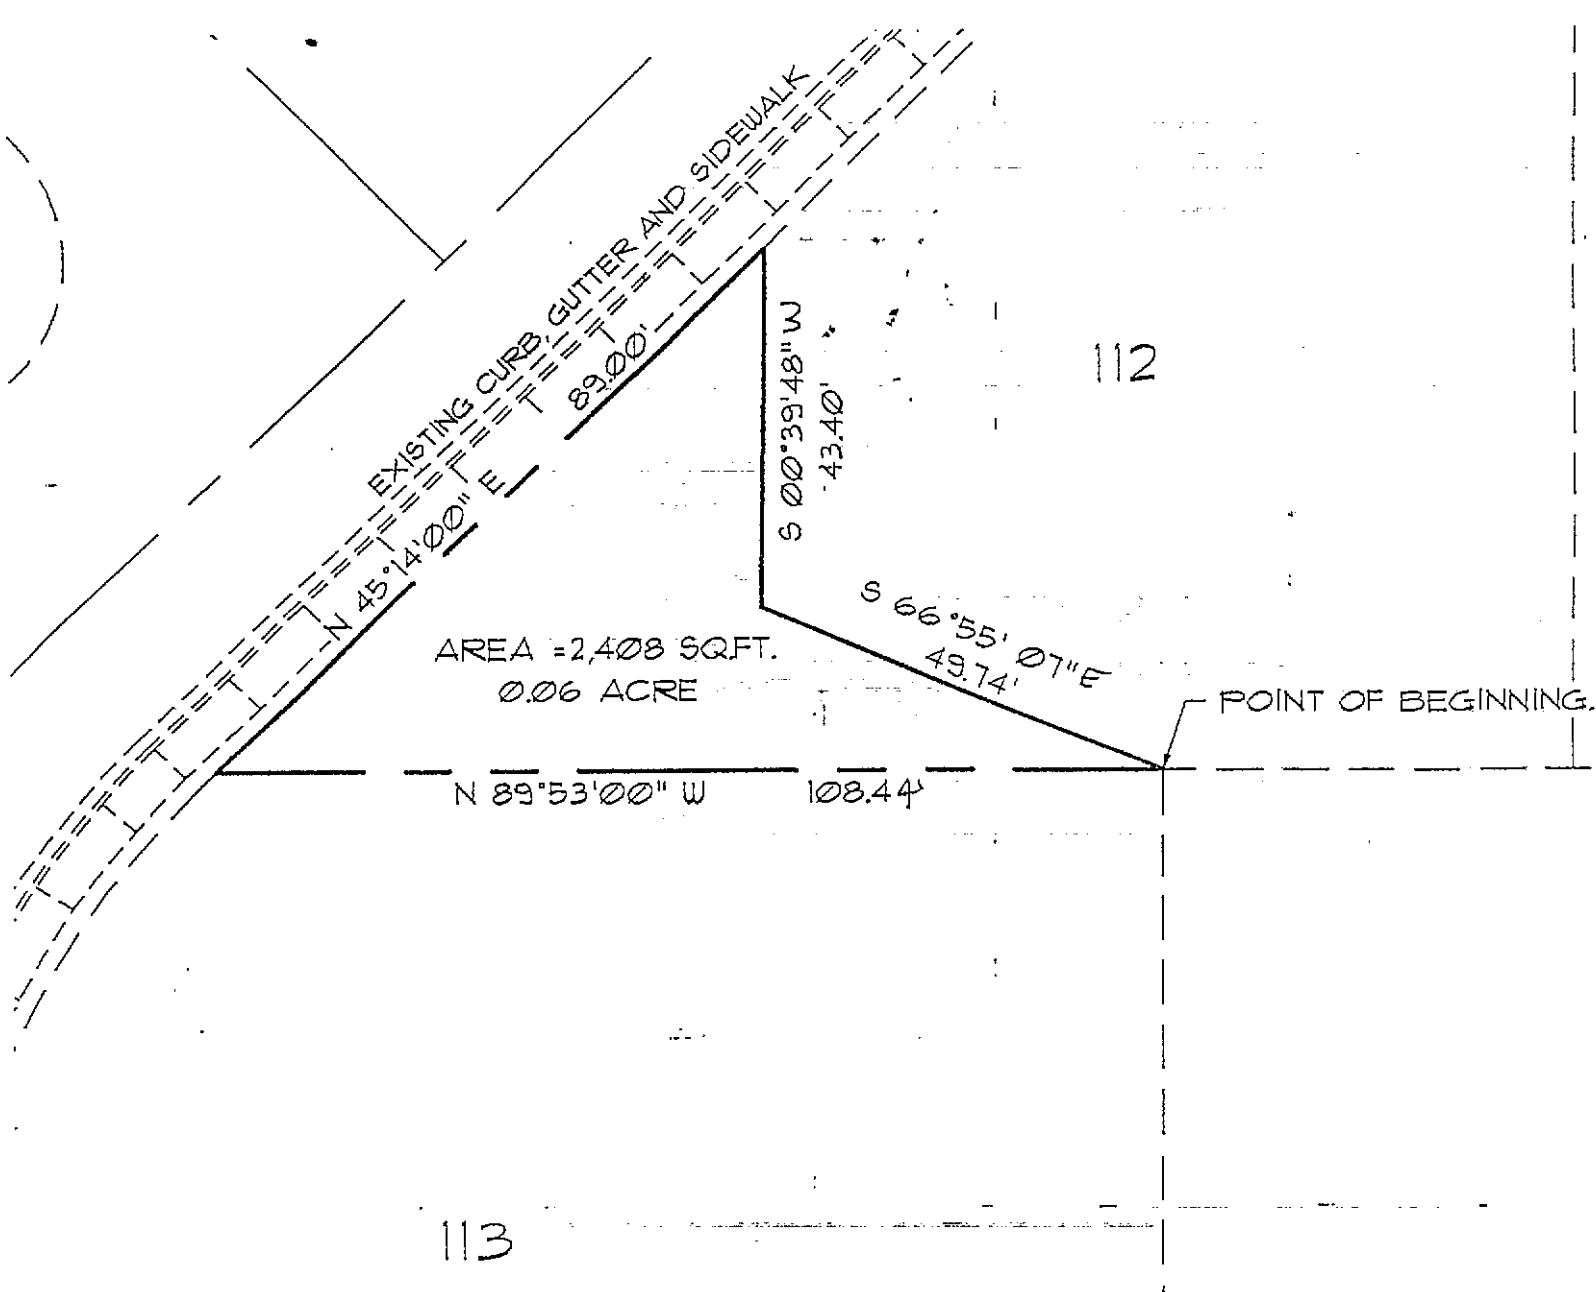 EXISTING CURB, GUTTER AND SIDEWALK
89.00'
N 45°14'00" E
S 00°39'48" W
43.40'
112
S 66°55'07"E
49.74'
AREA =2,408 SQ.FT.
0.06 ACRE
POINT OF BEGINNING.
N 89°53'00" W 108.44'
113